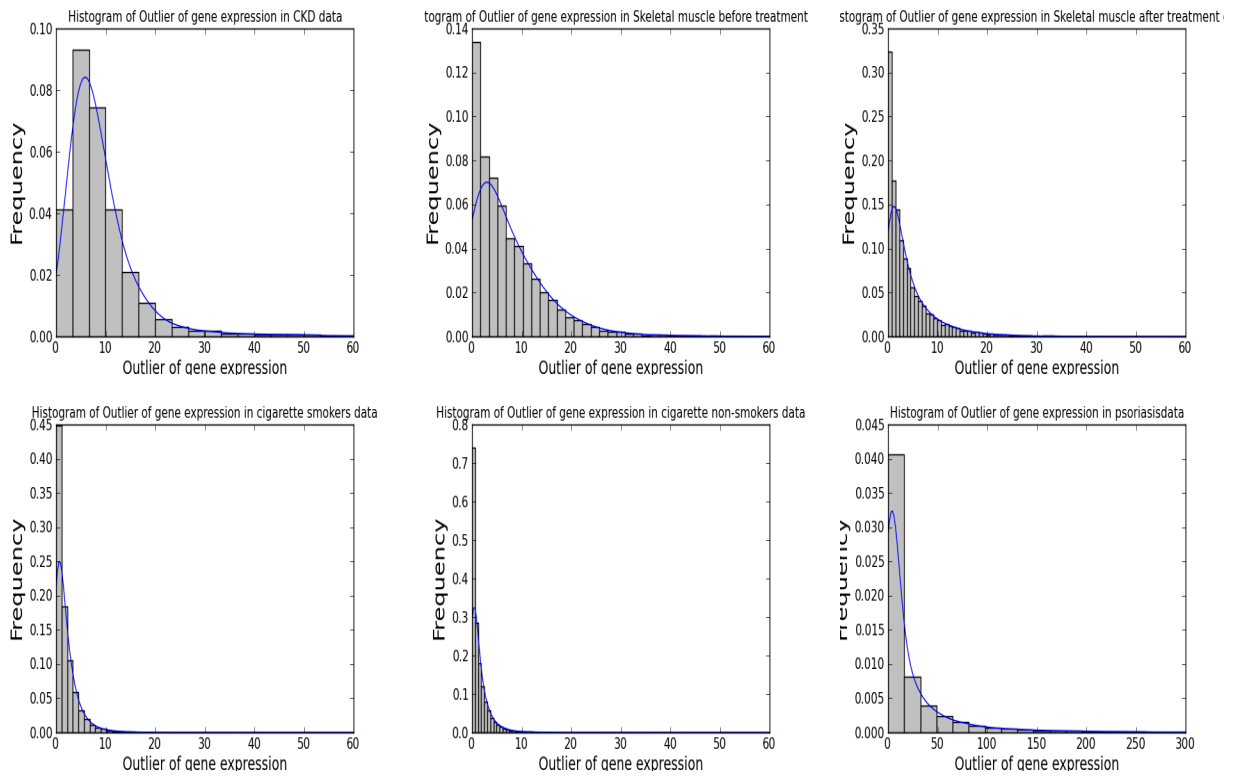 Histogram of Outlier of gene expression in CKD data
0.10
0.08
0.06
0.04
0.02
0.00
Frequency
0 10 20 30 40 50 60
Outlier of gene expression
togram of Outlier of gene expression in Skeletal muscle before treatment
0.14
0.12
0.10
0.08
0.06
0.04
0.02
0.00
Frequency
0 10 20 30 40 50 60
Outlier of gene expression
stogram of Outlier of gene expression in Skeletal muscle after treatment
0.35
0.30
0.25
0.20
0.15
0.10
0.05
0.00
Frequency
0 10 20 30 40 50 60
Outlier of gene expression
Histogram of Outlier of gene expression in cigarette smokers data
0.45
0.40
0.35
0.30
0.25
0.20
0.15
0.10
0.05
0.00
Frequency
0 10 20 30 40 50 60
Outlier of gene expression
Histogram of Outlier of gene expression in cigarette non-smokers data
0.8
0.7
0.6
0.5
0.4
0.3
0.2
0.1
0.0
Frequency
0 10 20 30 40 50 60
Outlier of gene expression
Histogram of Outlier of gene expression in psoriasisdata
0.045
0.040
0.035
0.030
0.025
0.020
0.015
0.010
0.005
0.000
Frequency
0 50 100 150 200 250 300
Outlier of gene expression